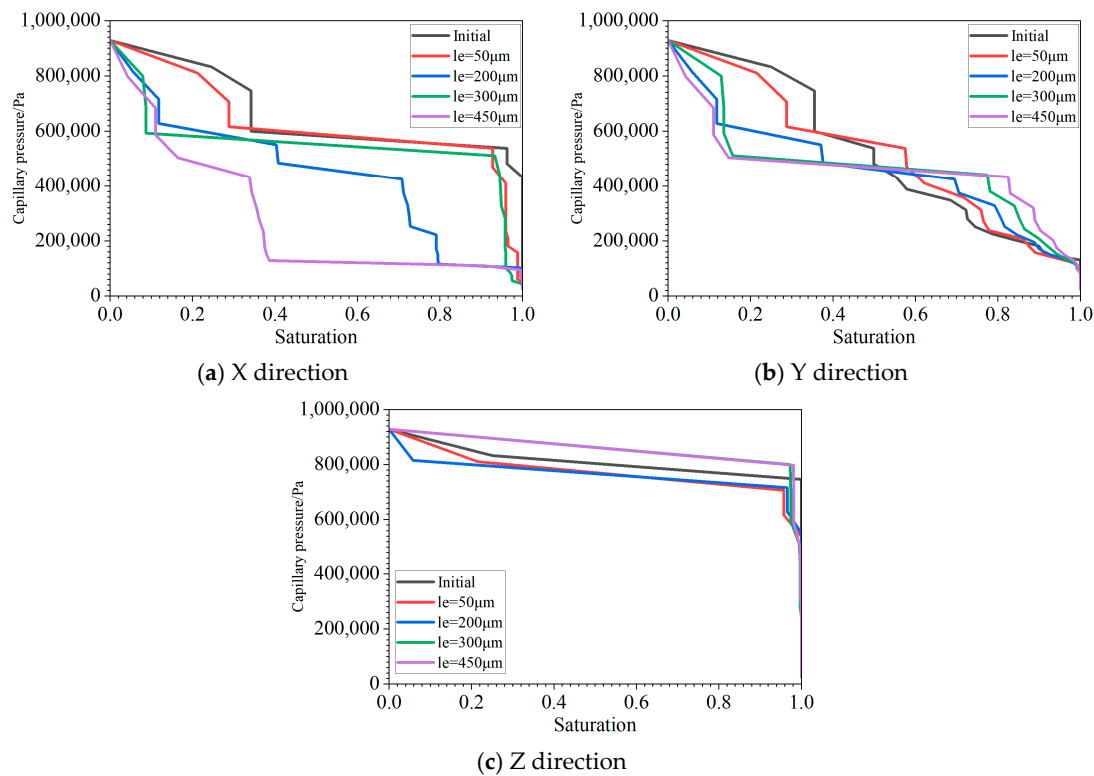 1,000,000
800,000
600,000
400,000
200,000
0
Capillary pressure/Pa
0.0 0.2 0.4 0.6 0.8 1.0
Saturation
Initial
le=50μm
le=200μm
le=300μm
le=450μm
(a) X direction
1,000,000
800,000
600,000
400,000
200,000
0
Capillary pressure/Pa
0.0 0.2 0.4 0.6 0.8 1.0
Saturation
Initial
le=50μm
le=200μm
le=300μm
le=450μm
(b) Y direction
1,000,000
800,000
600,000
400,000
200,000
0
Capillary pressure/Pa
0.0 0.2 0.4 0.6 0.8 1.0
Saturation
Initial
le=50μm
le=200μm
le=300μm
le=450μm
(c) Z direction